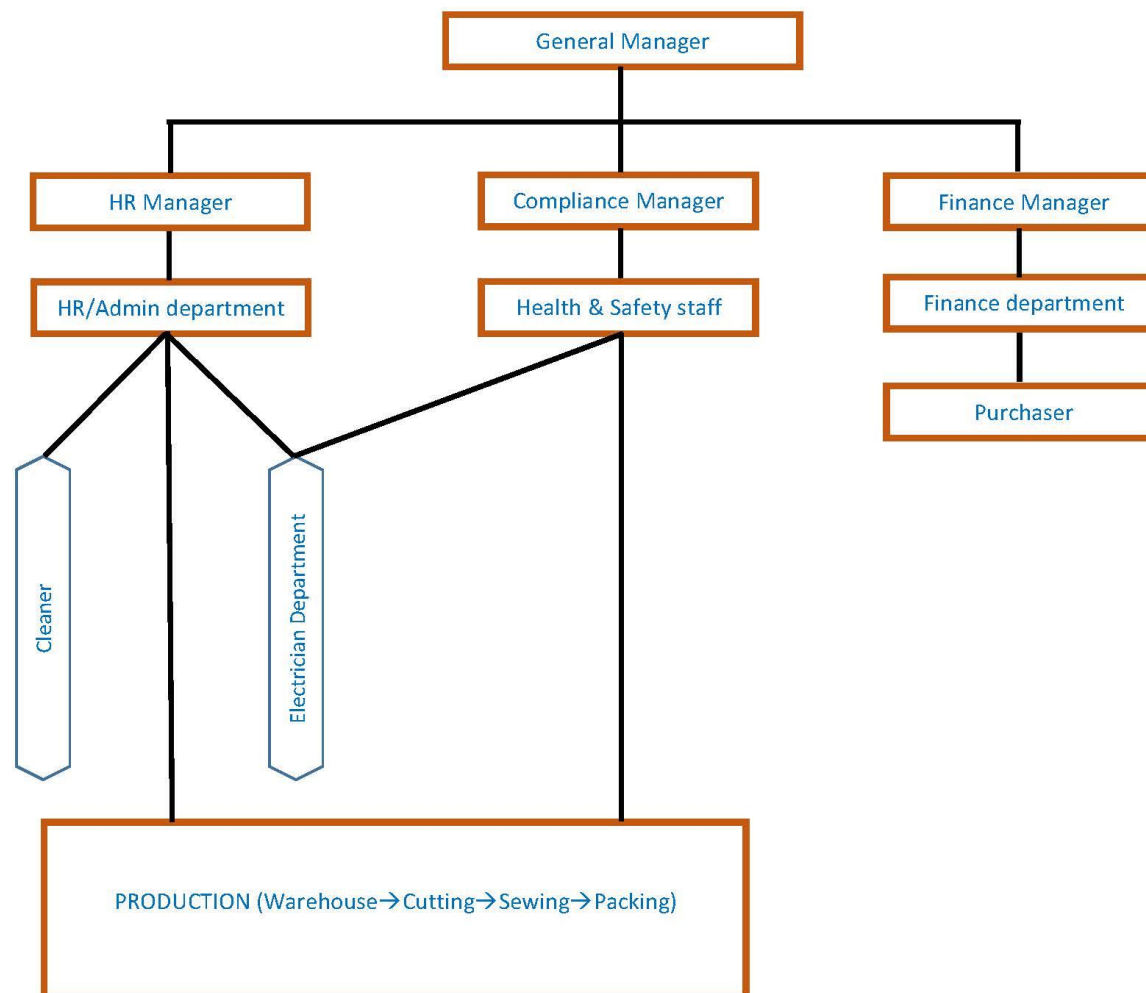 General Manager
HR Manager
Compliance Manager
Finance Manager
HR/Admin department
Health & Safety staff
Finance department
Purchaser
Cleaner
Electrician Department
PRODUCTION (Warehouse→Cutting→Sewing→Packing)